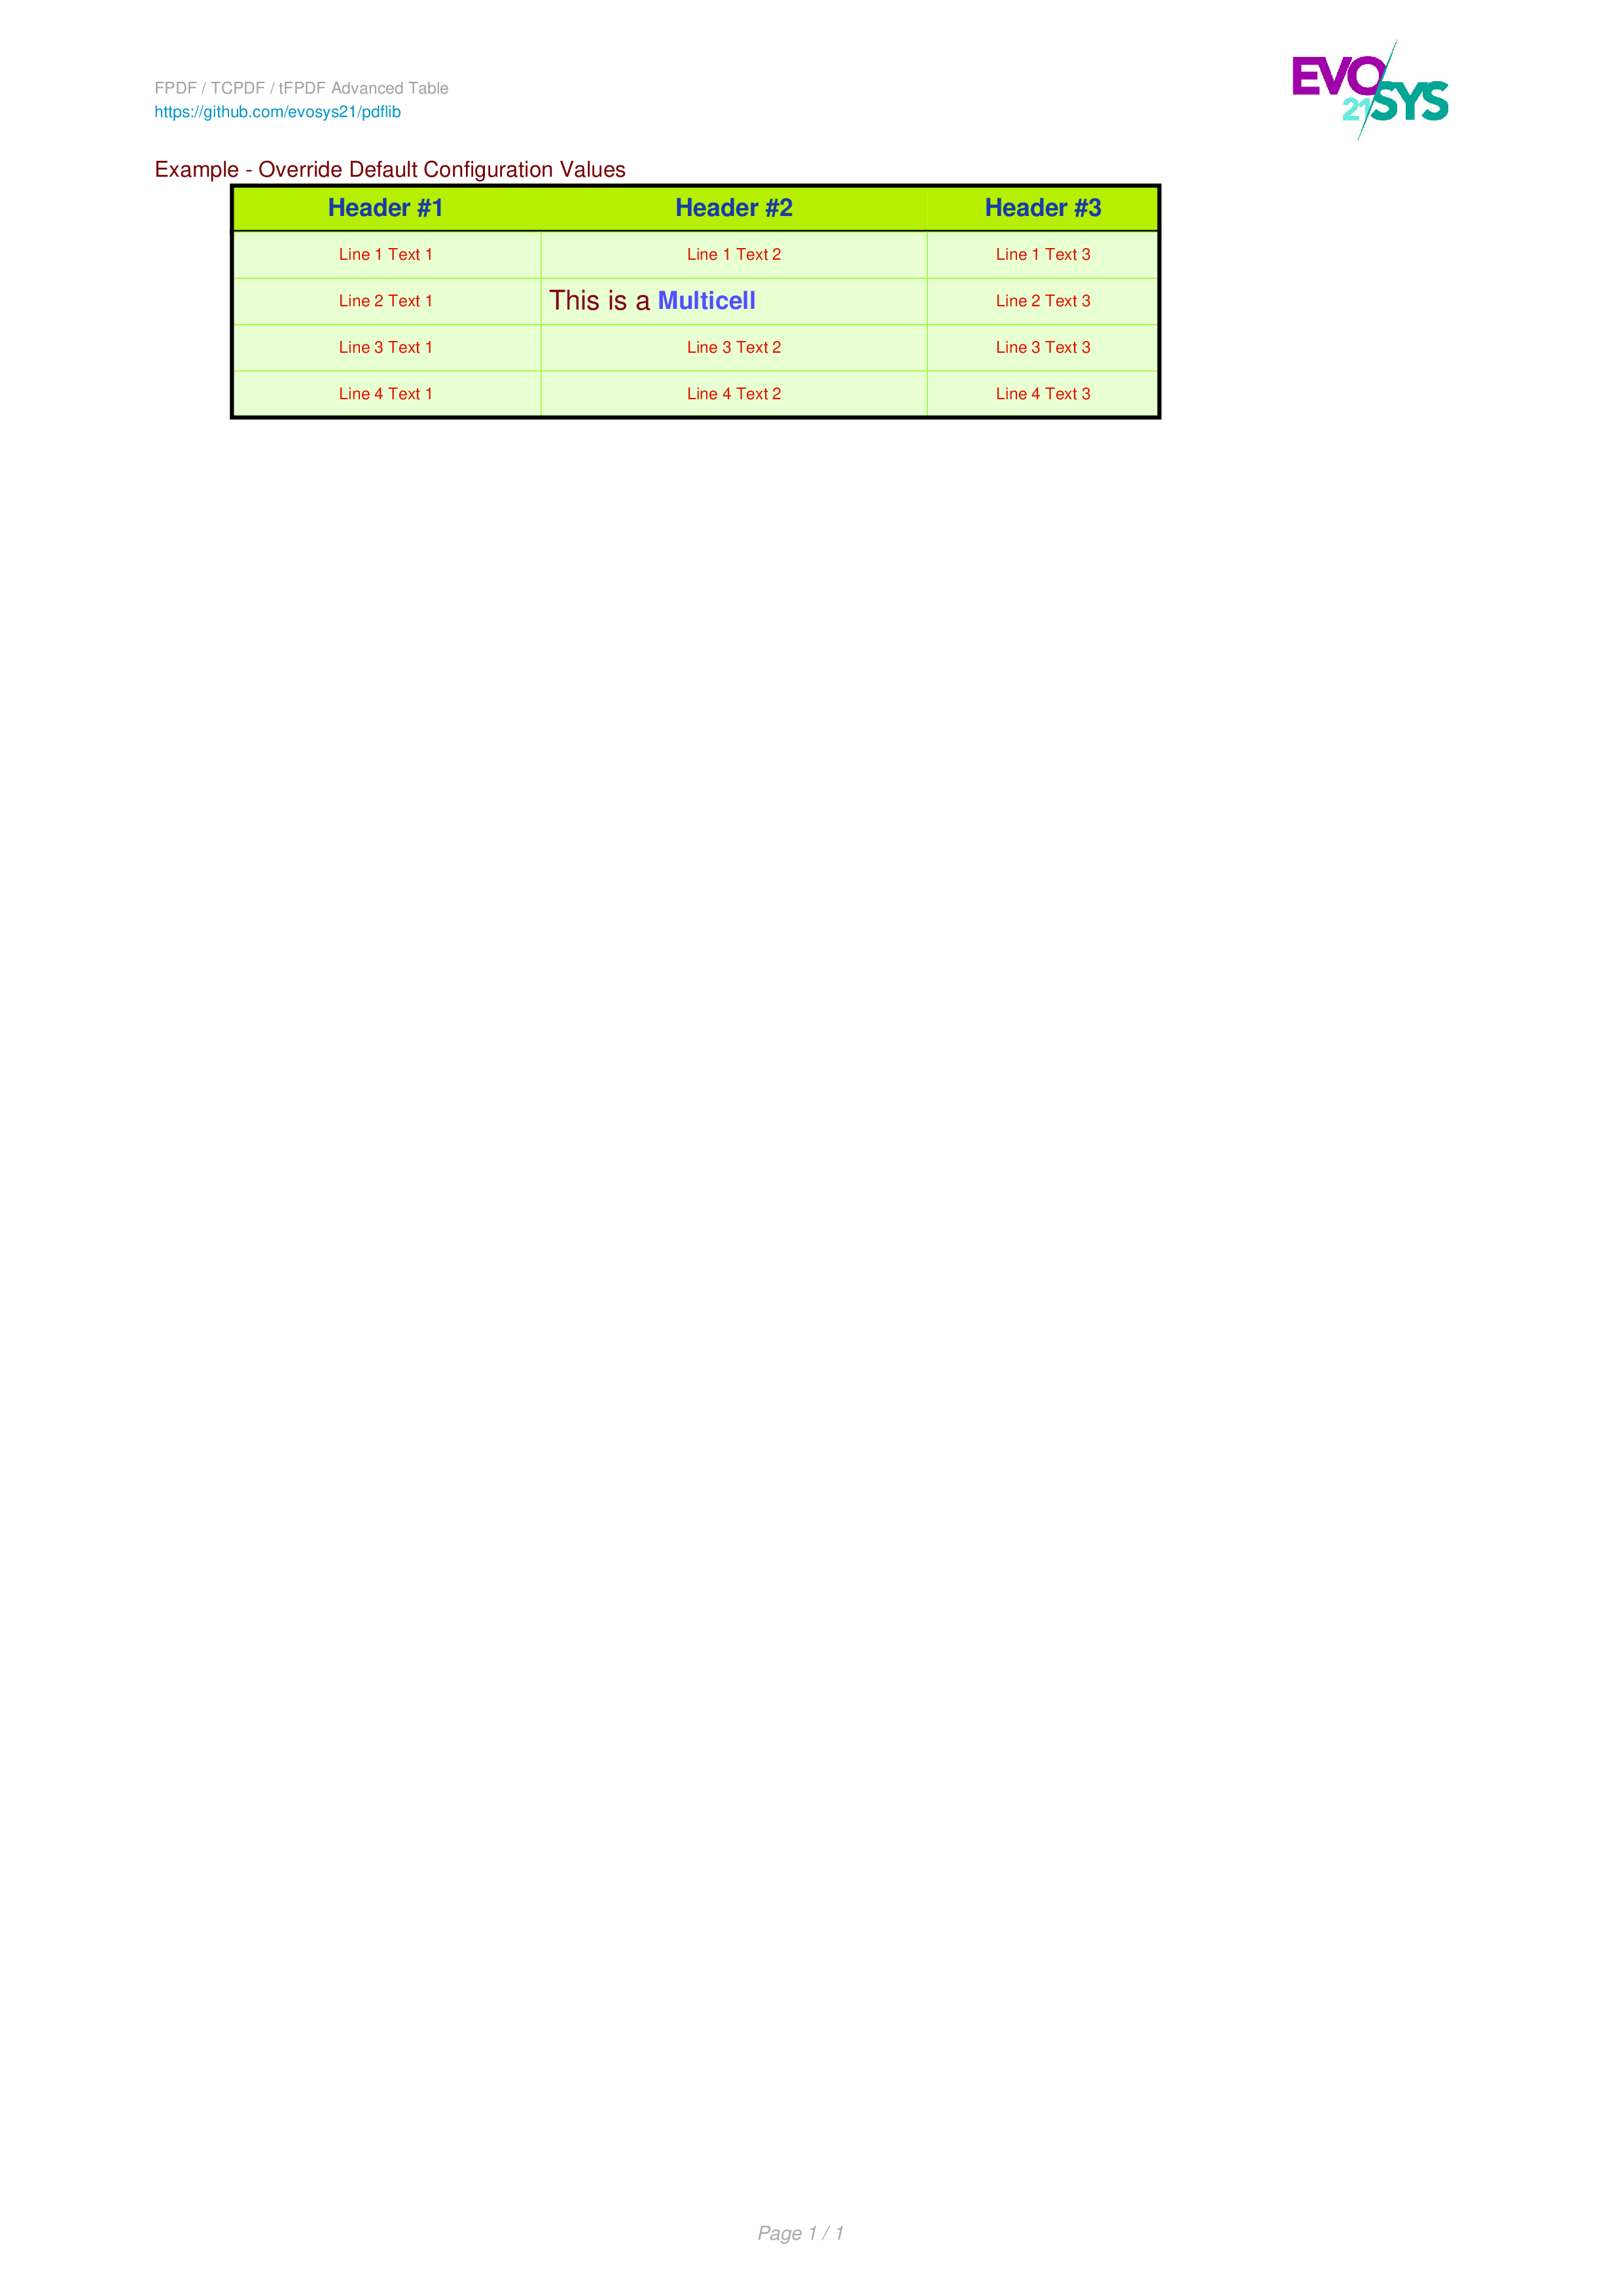 FPDF / TCPDF / tFPDF Advanced Table
https://github.com/evosys21/pdflib
EVO
21 SYS
Example - Override Default Configuration Values
Header #1 Header #2 Header #3
Line 1 Text 1 Line 1 Text 2 Line 1 Text 3
Line 2 Text 1 This is a Multicell Line 2 Text 3
Line 3 Text 1 Line 3 Text 2 Line 3 Text 3
Line 4 Text 1 Line 4 Text 2 Line 4 Text 3
Page 1 / 1